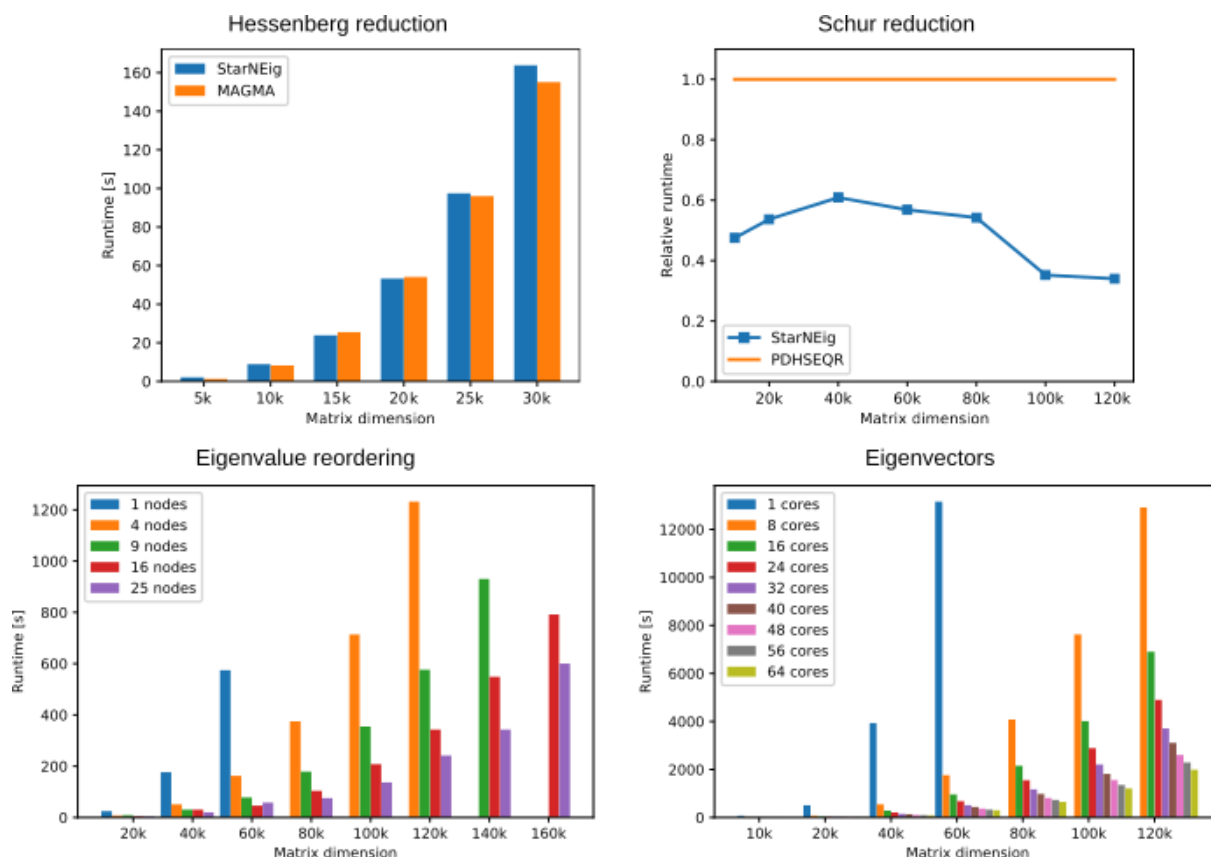 Hessenberg reduction
Runtime [s]
160
140
120
100
80
60
40
20
0
StarNEig
MAGMA
5k 10k 15k 20k 25k 30k
Matrix dimension
Schur reduction
Relative runtime
1.0
0.8
0.6
0.4
0.2
0.0
StarNEig
PDHSEQR
20k 40k 60k 80k 100k 120k
Matrix dimension
Eigenvalue reordering
Runtime [s]
1200
1000
800
600
400
200
0
1 nodes
4 nodes
9 nodes
16 nodes
25 nodes
20k 40k 60k 80k 100k 120k 140k 160k
Matrix dimension
Eigenvectors
Runtime [s]
12000
10000
8000
6000
4000
2000
0
1 cores
8 cores
16 cores
24 cores
32 cores
40 cores
48 cores
56 cores
64 cores
10k 20k 40k 60k 80k 100k 120k
Matrix dimension